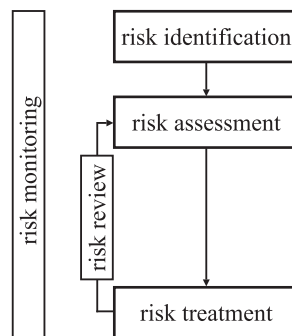 risk identification
risk assessment
risk monitoring
risk review
risk treatment